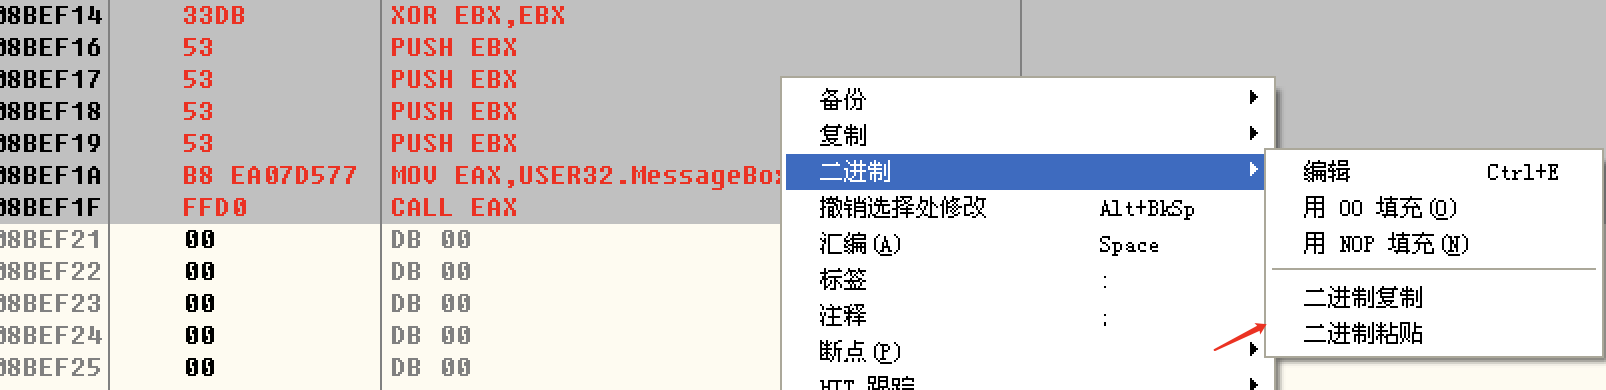 08BEF14 33DB XOR EBX,EBX
08BEF16 53 PUSH EBX
08BEF17 53 PUSH EBX
08BEF18 53 PUSH EBX
08BEF19 53 PUSH EBX
08BEF1A B8 EA07D577 MOV EAX,USER32.MessageBox
08BEF1F FFD0 CALL EAX
08BEF21 00 DB 00
08BEF22 00 DB 00
08BEF23 00 DB 00
08BEF24 00 DB 00
08BEF25 00 DB 00
备份
复制
二进制
撤销选择处修改 Alt+BkSp
汇编(A) Space
标签 :
注释 ;
断点(P)
HIT 跟踪
编辑 Ctrl+E
用 00 填充(O)
用 NOP 填充(N)
二进制复制
二进制粘贴